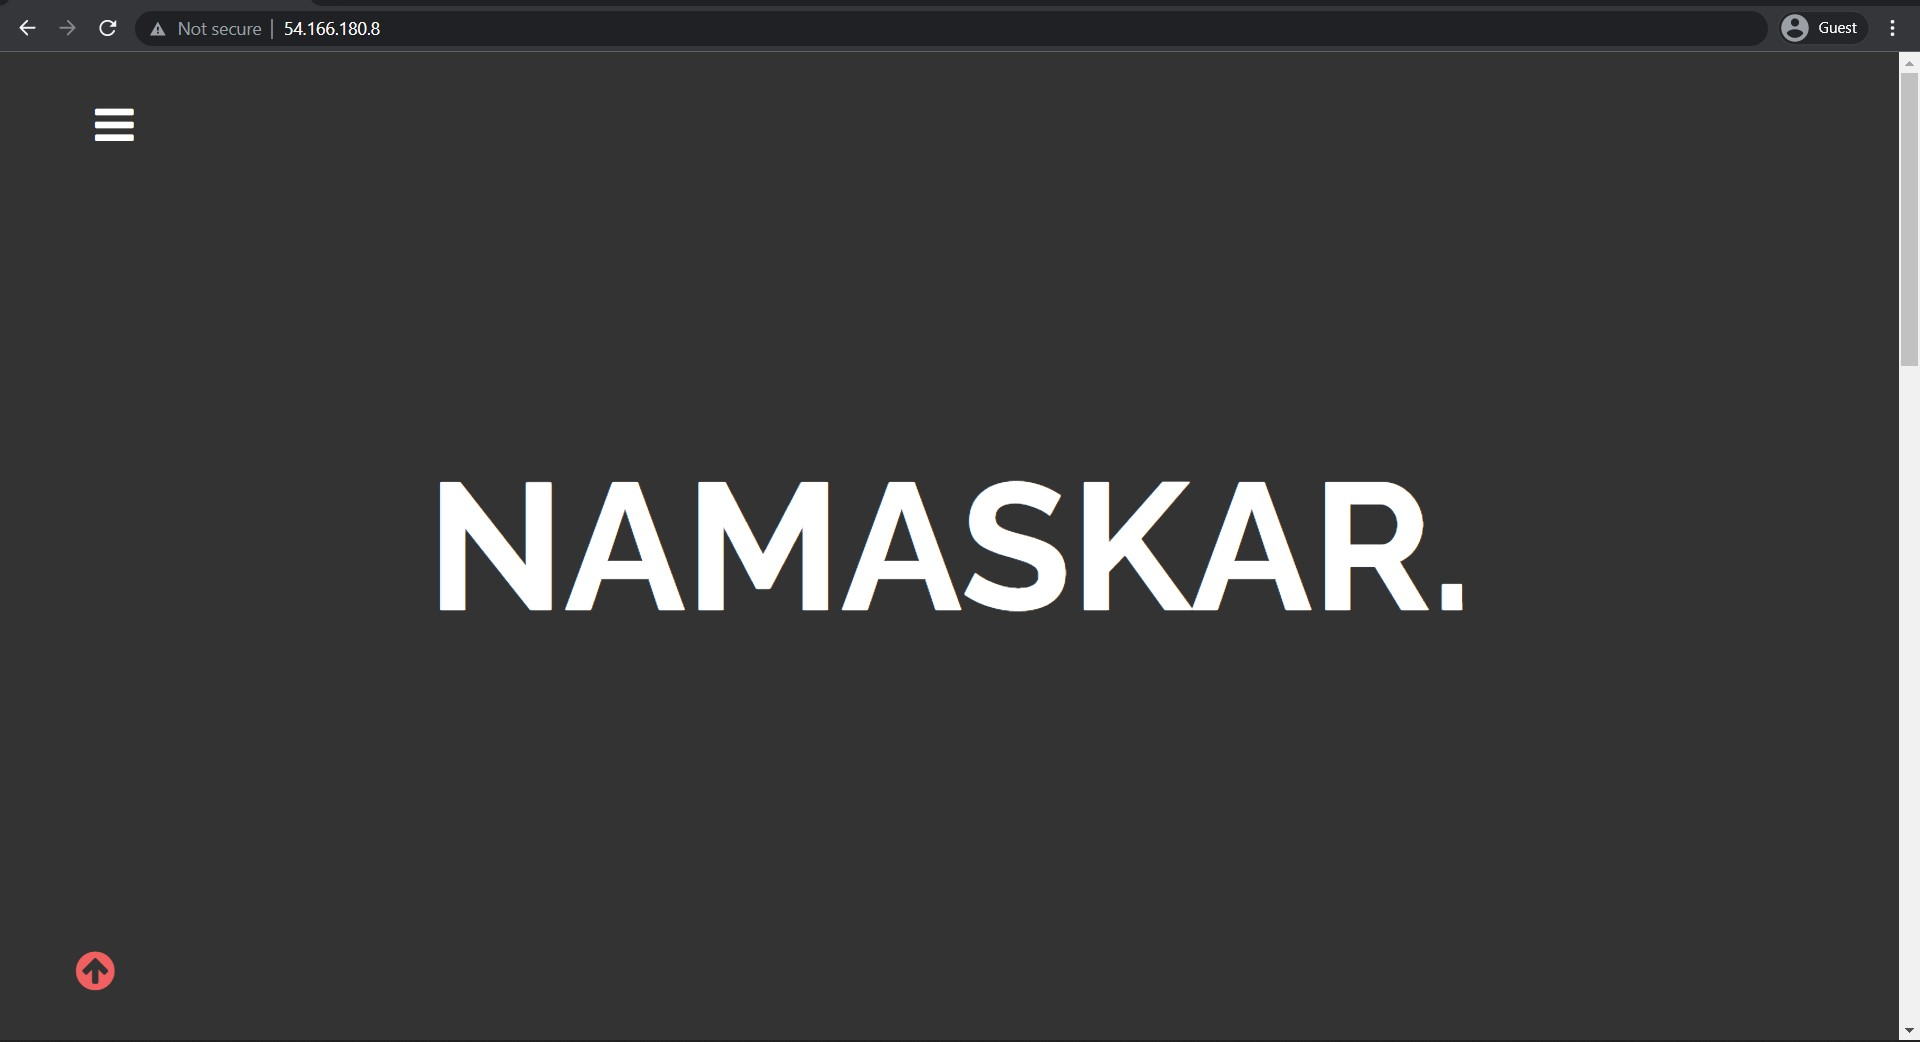 Not secure | 54.166.180.8
Guest
NAMASKAR.